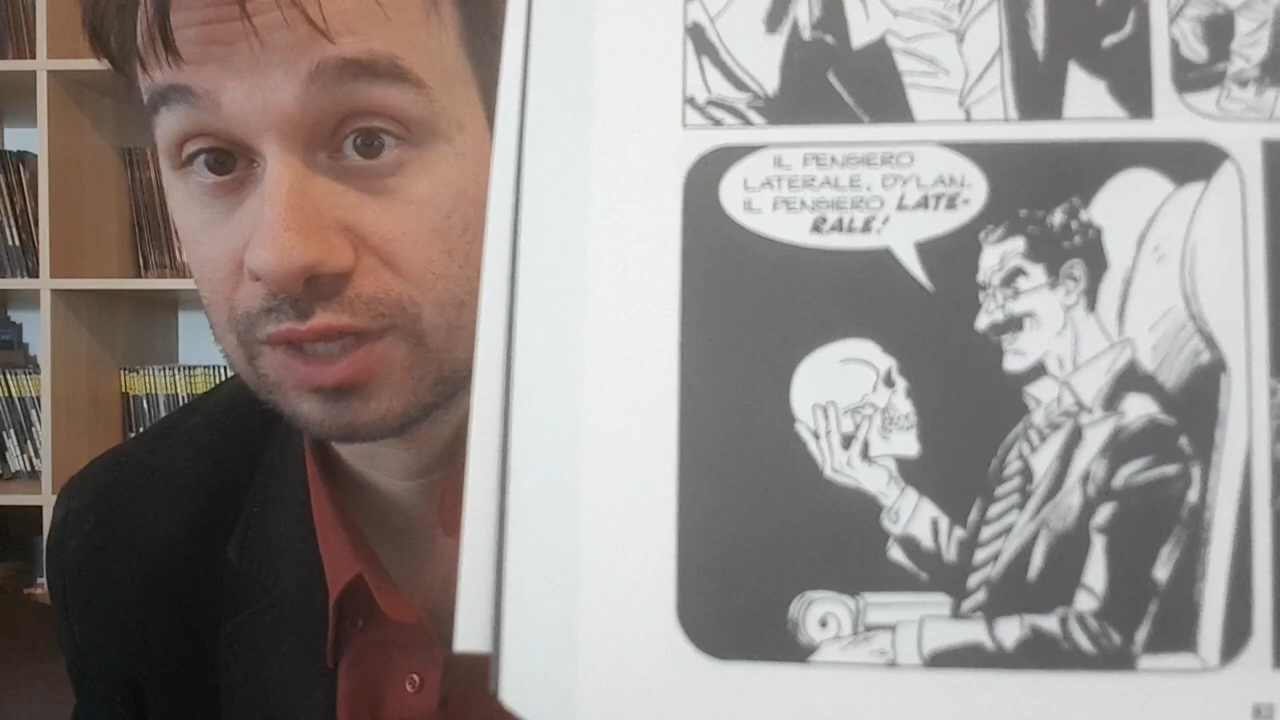 IL PENSIERO
LATERALE, DYLAN.
IL PENSIERO LATE-
RALE!